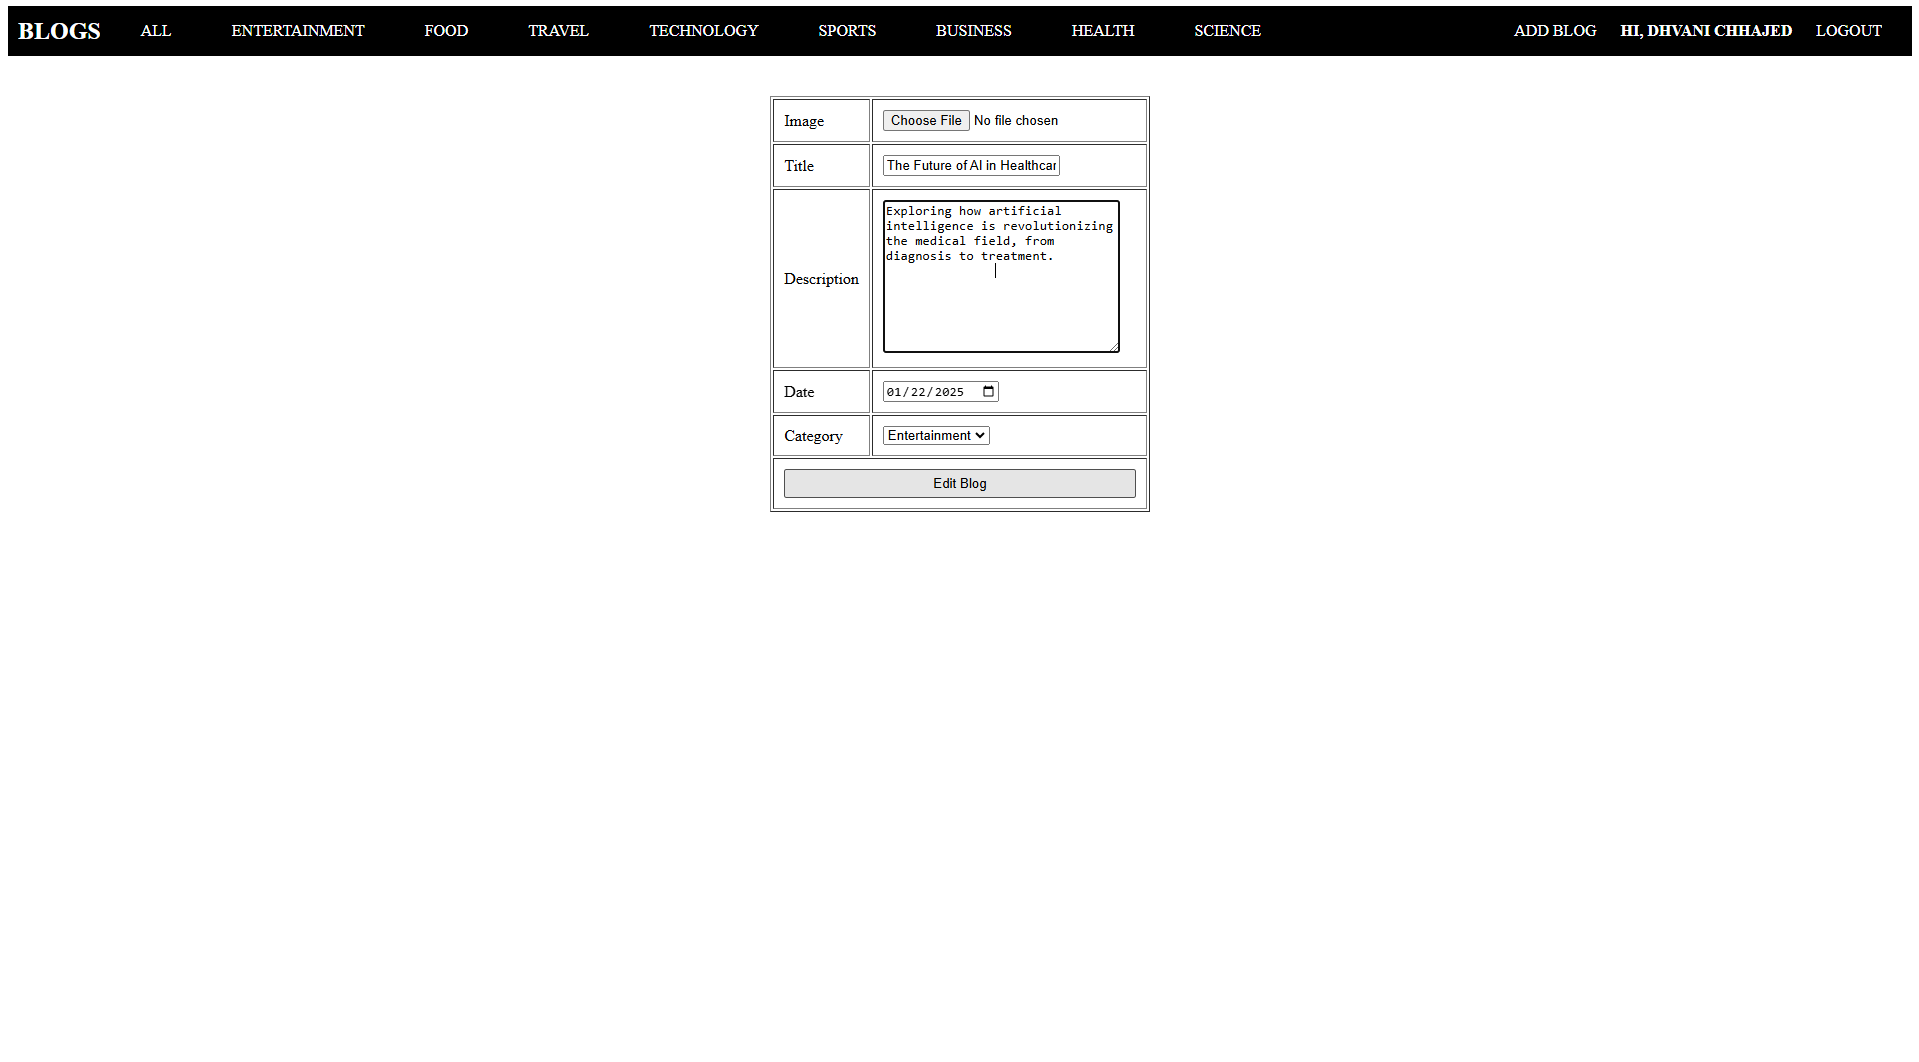 BLOGS ALL ENTERTAINMENT FOOD TRAVEL TECHNOLOGY SPORTS BUSINESS HEALTH SCIENCE ADD BLOG HI, DHVANI CHHAJED LOGOUT
Image Choose File No file chosen
Title The Future of AI in Healthcar
Description
Exploring how artificial
intelligence is revolutionizing
the medical field, from
diagnosis to treatment.
Date 01/22/2025
Category Entertainment
Edit Blog